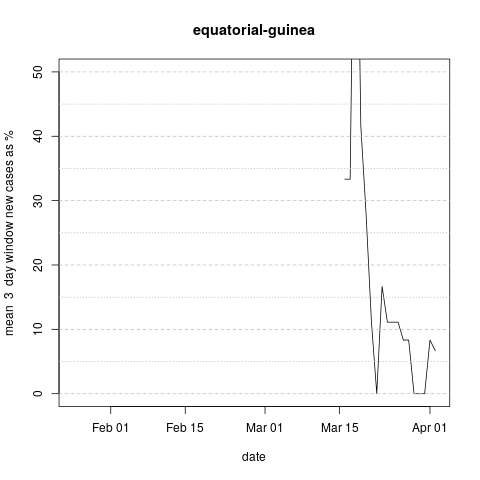 equatorial-guinea
mean 3 day window new cases as %
50
40
30
20
10
0
Feb 01 Feb 15 Mar 01 Mar 15 Apr 01
date